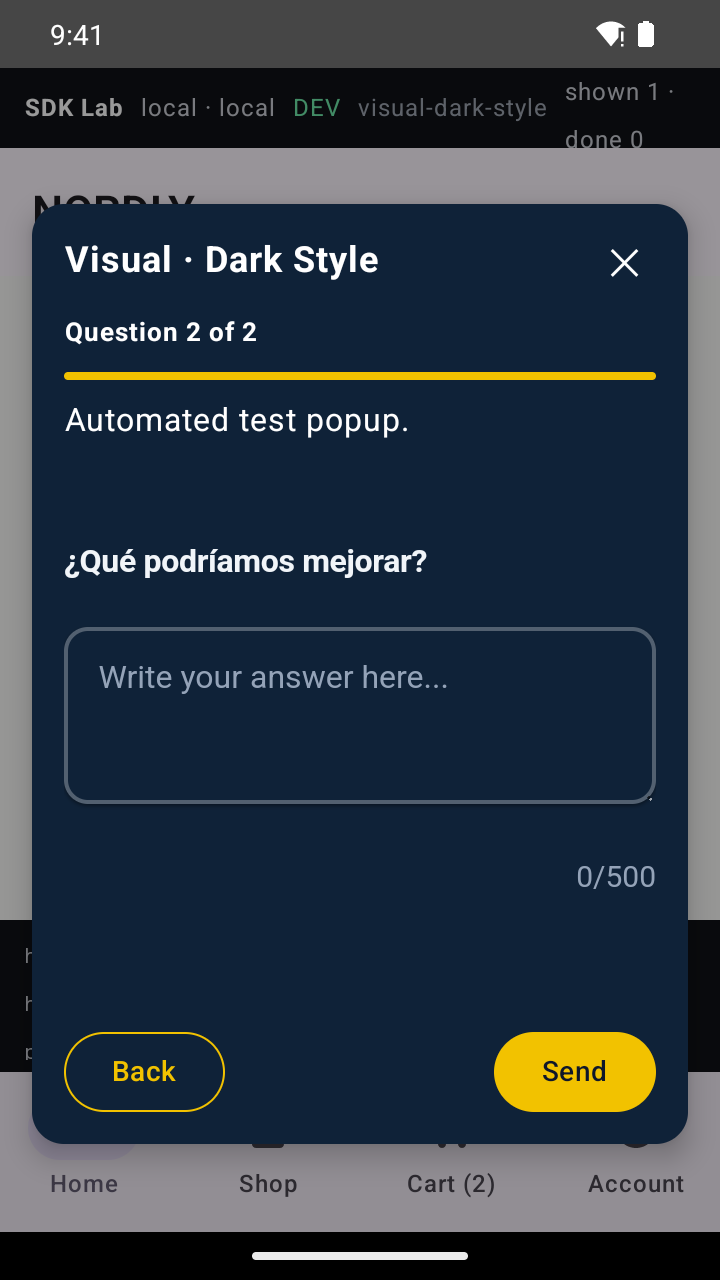 9:41
SDK Lab local · local DEV visual-dark-style shown 1 ·
done 0
Visual · Dark Style
Question 2 of 2
Automated test popup.
¿Qué podríamos mejorar?
Write your answer here...
0/500
Back
Send
Home
Shop
Cart (2)
Account